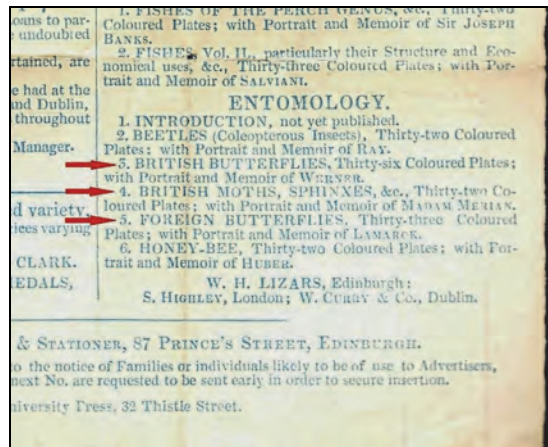 loans to par-
undoubted
rtained, are
e had at the
nd Dublin,
throughout
Manager.
d variety,
ices varying
CLARK.
EDALS,
1. FISHES OF THE PERCH GENUS, &c., Thirty-two
Coloured Plates; with Portrait and Memoir of Sir JOSEPH
BANKS.
2. FISHES, Vol. II., particularly their Structure and Eco-
nomical uses, &c., Thirty-three Coloured Plates; with Por-
trait and Memoir of SALVIANI.
ENTOMOLOGY.
1. INTRODUCTION, not yet published.
2. BEETLES (Coleopterous Insects), Thirty-two Coloured
Plates; with Portrait and Memoir of RAY.
3. BRITISH BUTTERFLIES, Thirty-six Coloured Plates;
with Portrait and Memoir of WERNER.
4. BRITISH MOTHS, SPHINXES, &c., Thirty-two Co-
loured Plates; with Portrait and Memoir of MADAM MERIAN.
5. FOREIGN BUTTERFLIES, Thirty-three Coloured
Plates; with Portrait and Memoir of LAMARCK.
6. HONEY-BEE, Thirty-two Coloured Plates; with Por-
trait and Memoir of HUBER.
W. H. LIZARS, Edinburgh:
S. HIGHLEY, London; W. CURRY & Co., Dublin.
& STATIONER, 87 PRINCE'S STREET, EDINBURGH.
o the notice of Families or individuals likely to be of use to Advertisers,
next No. are requested to be sent early in order to secure insertion.
niversity Press, 32 Thistle Street.